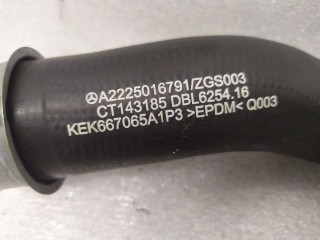 A2225016791/ZGS003
CT143185 DBL6254.16
KEK667065A1P3 >EPDM< Q003